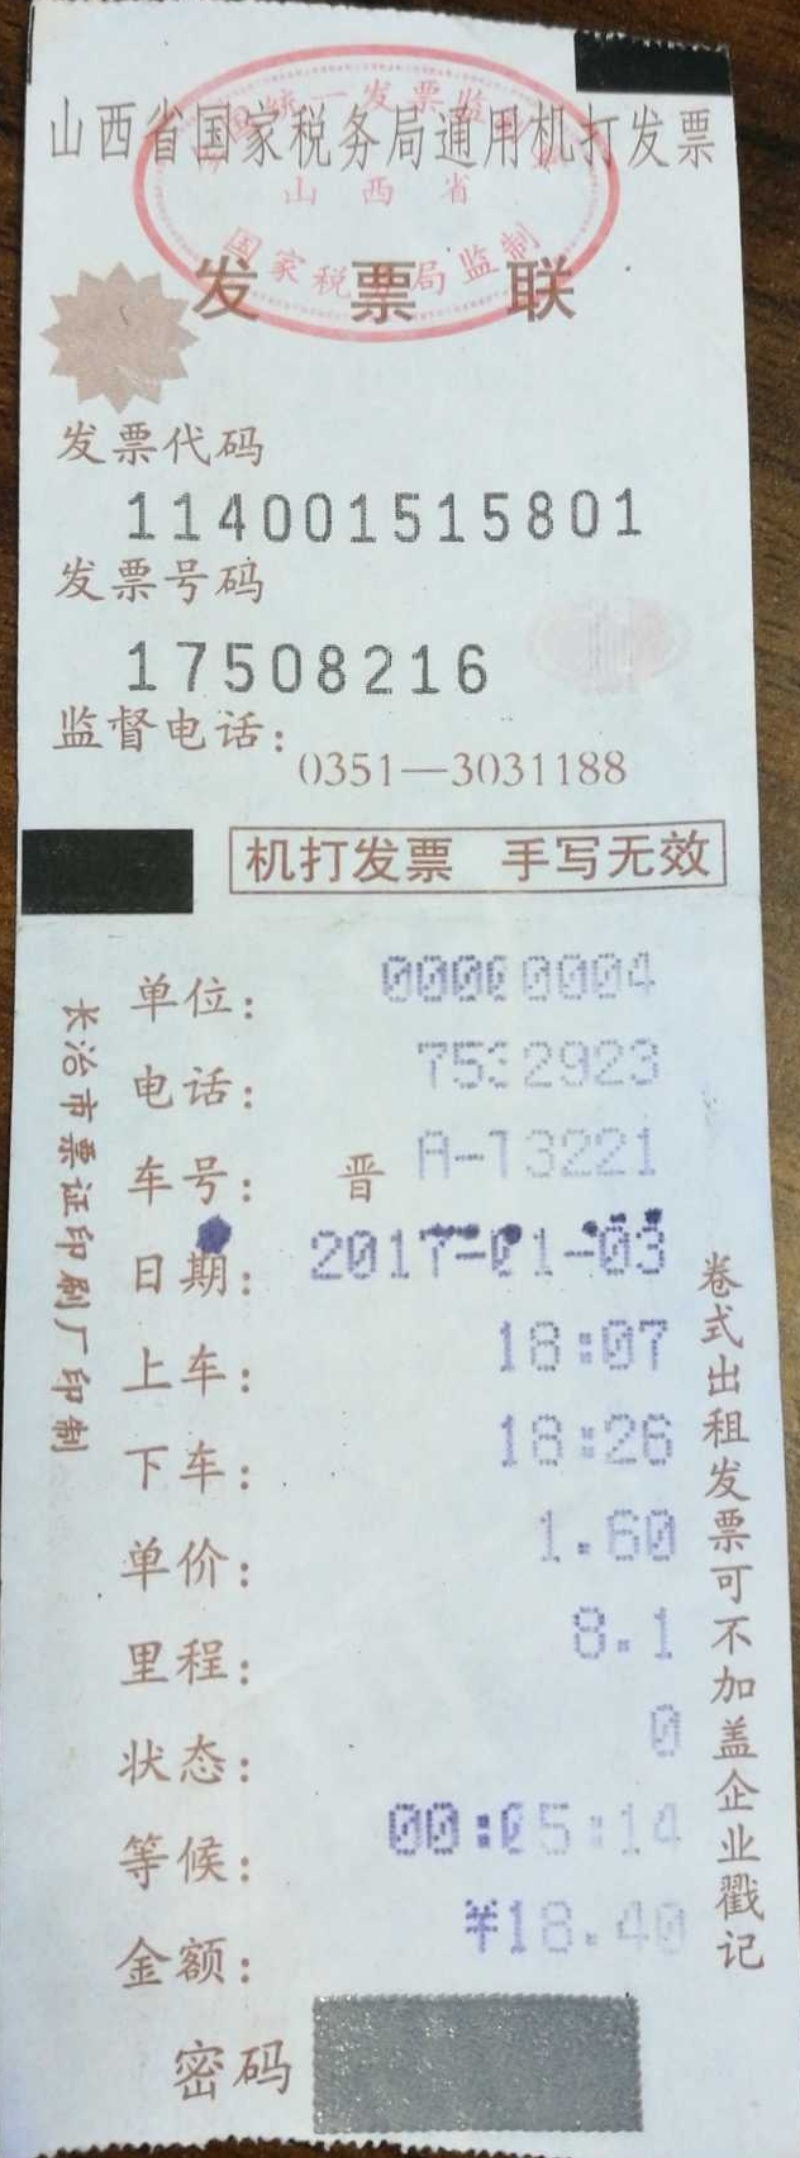 山西省国家税务局通用机打发票
全国统一发票监制章
山西省
国家税务局监制
发票联
发票代码
114001515801
发票号码
17508216
监督电话：
0351—3031188
机打发票 手写无效
单位： 00000004
电话： 7532923
车号： 晋 A-T3221
日期： 2017-01-03
上车： 18:07
下车： 18:26
单价： 1.60
里程： 8.1
状态： 0
等候： 00:05:14
金额： ¥18.40
密码
长治市票证印刷厂印制
卷式出租发票可不加盖企业戳记